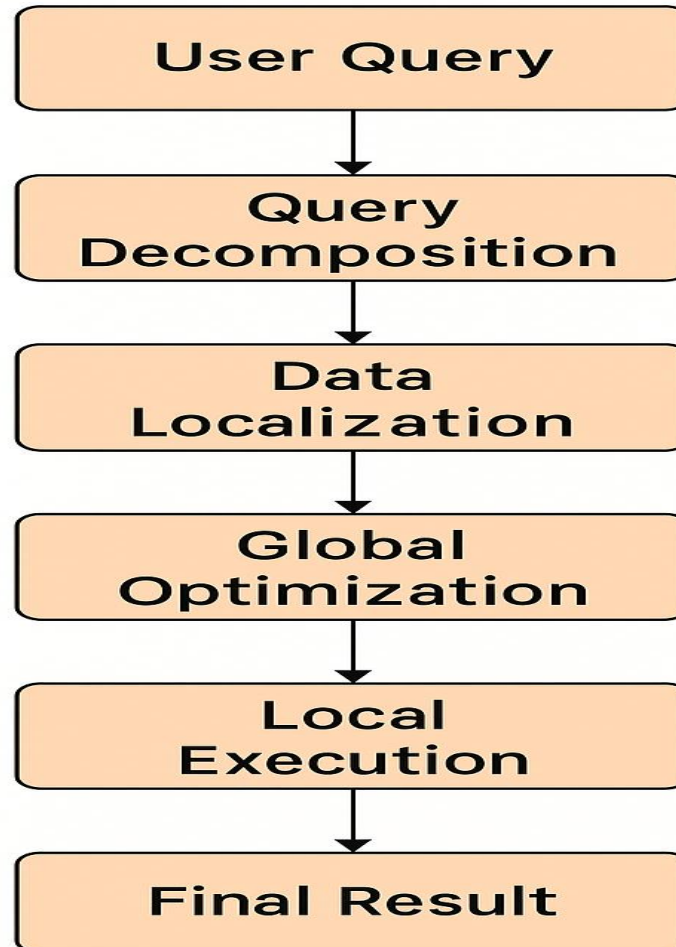 User Query
Query
Decomposition
Data
Localization
Global
Optimization
Local
Execution
Final Result